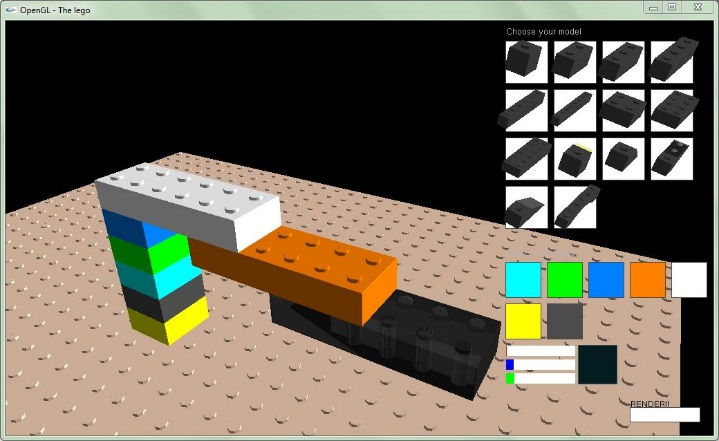 OpenGL - The lego
Choose your model
RENDER!!